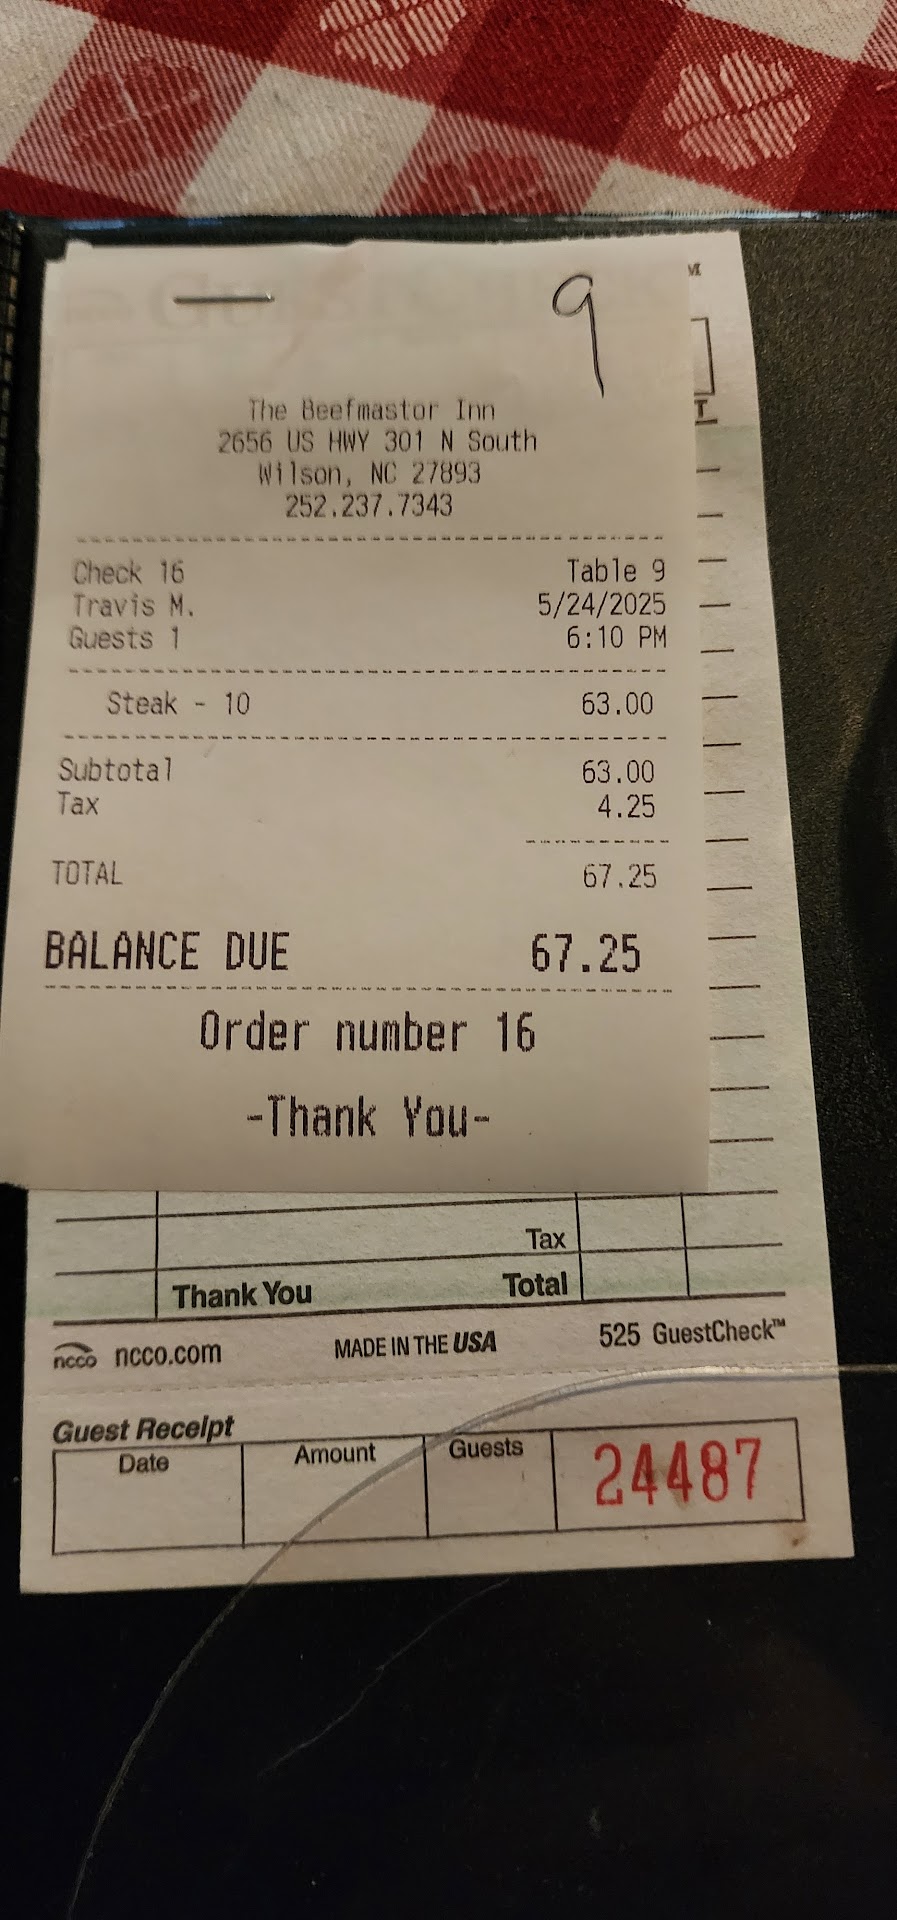 9
The Beefmastor Inn
2656 US HWY 301 N South
Wilson, NC 27893
252.237.7343
Check 16 Table 9
Travis M. 5/24/2025
Guests 1 6:10 PM
Steak - 10 63.00
Subtotal 63.00
Tax 4.25
TOTAL 67.25
BALANCE DUE 67.25
Order number 16
-Thank You-
Tax
Thank You Total
ncco ncco.com MADE IN THE USA 525 GuestCheck™
Guest Receipt
Date Amount Guests 24487